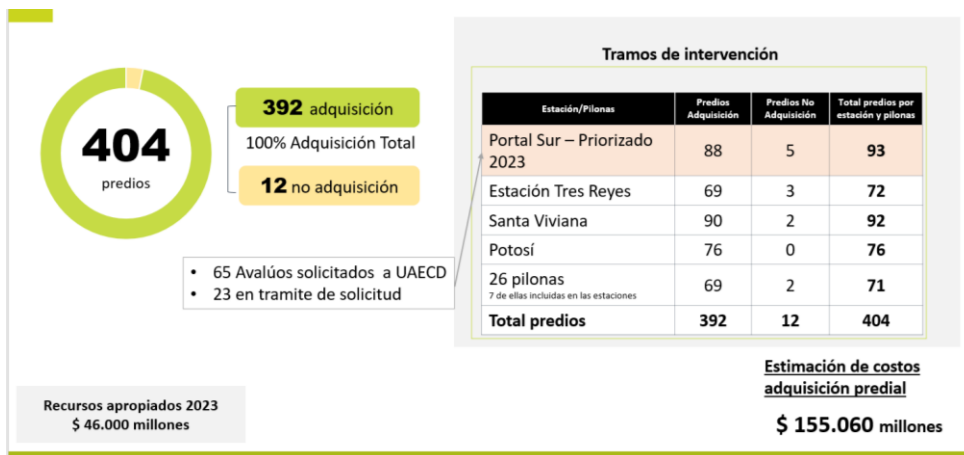 404
predios
392 adquisición
100% Adquisición Total
12 no adquisición
• 65 Avalúos solicitados a UAECD
• 23 en tramite de solicitud
Recursos apropiados 2023
$ 46.000 millones
Tramos de intervención
Estación/Pilonas Predios Adquisición Predios No Adquisición Total predios por estación y pilonas
Portal Sur – Priorizado 2023 88 5 93
Estación Tres Reyes 69 3 72
Santa Viviana 90 2 92
Potosí 76 0 76
26 pilonas 69 2 71
7 de ellas incluidas en las estaciones
Total predios 392 12 404
Estimación de costos
adquisición predial
$ 155.060 millones